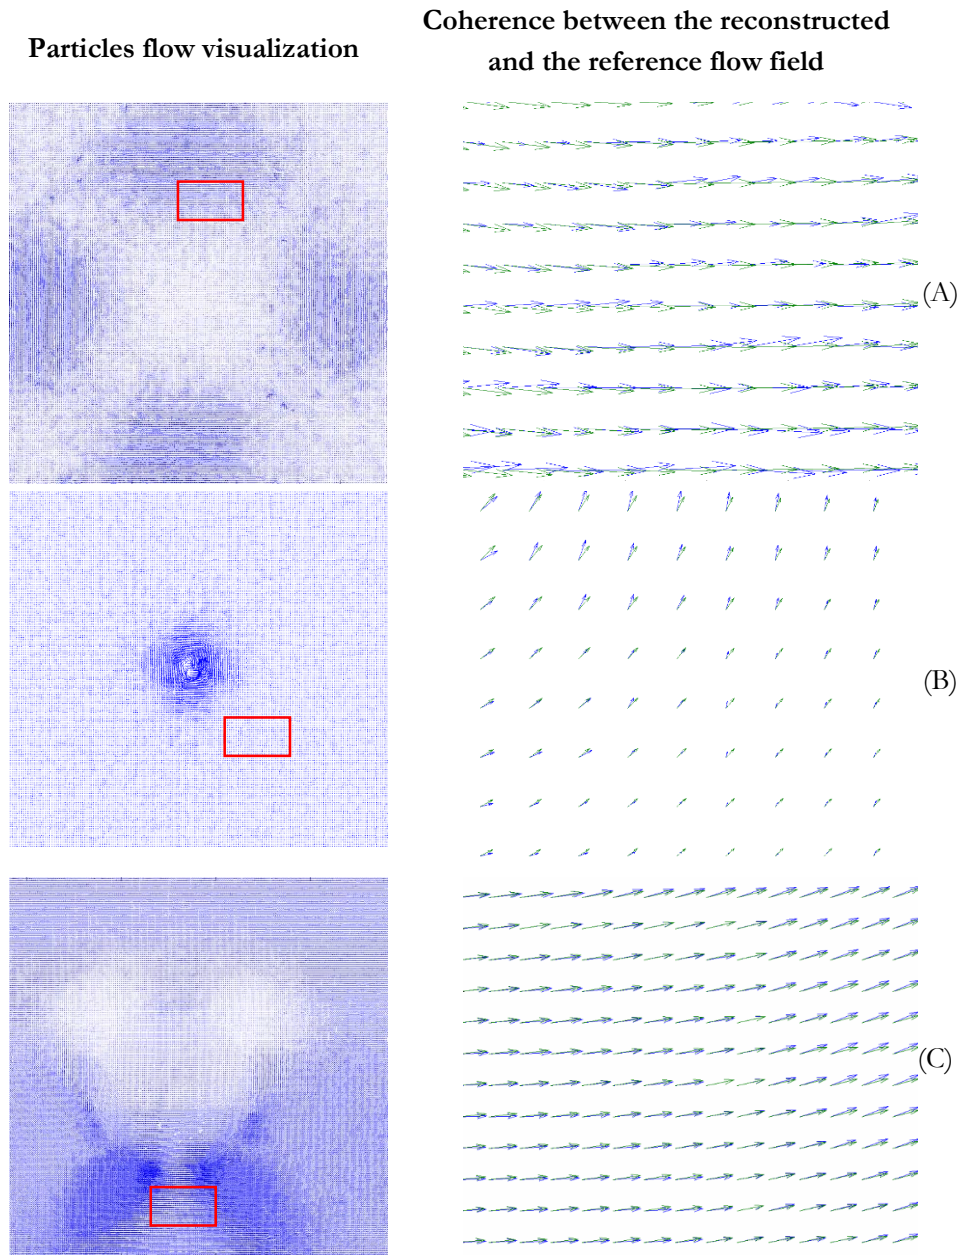 Particles flow visualization
Coherence between the reconstructed
and the reference flow field
(A)
(B)
(C)